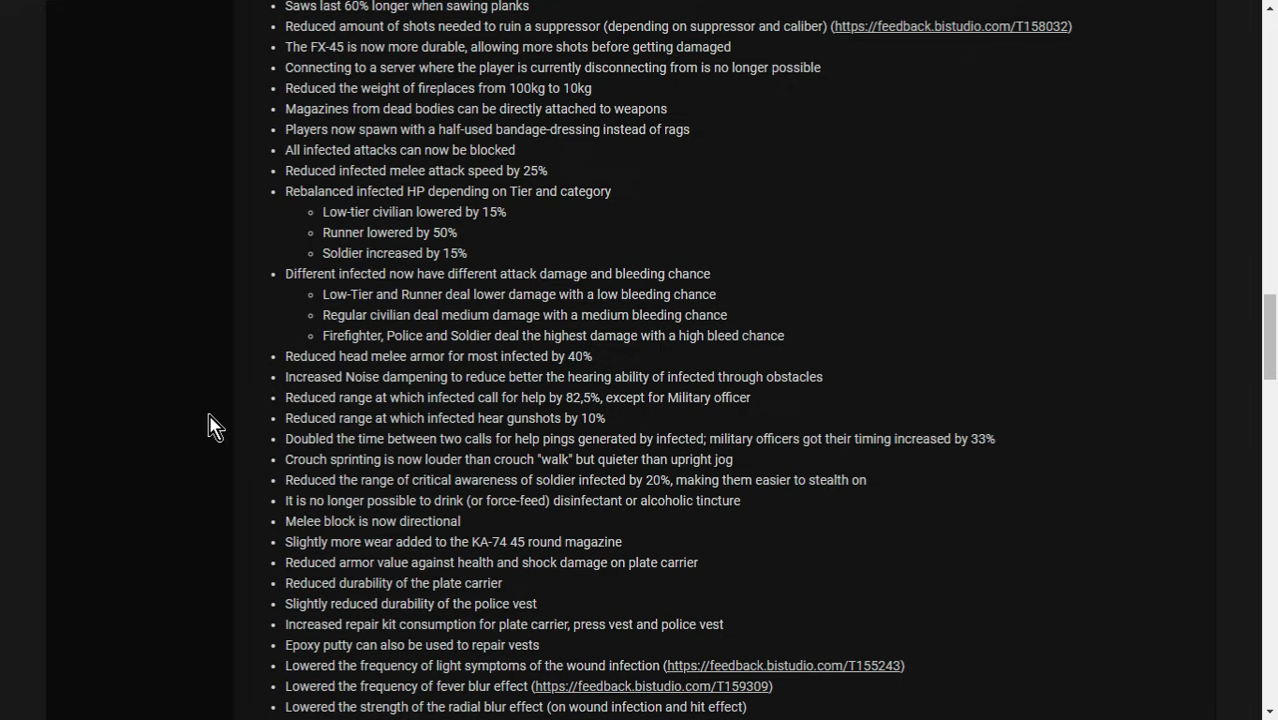 Saws last 60% longer when sawing planks
Reduced amount of shots needed to ruin a suppressor (depending on suppressor and caliber) (https://feedback.bistudio.com/T158032)
The FX-45 is now more durable, allowing more shots before getting damaged
Connecting to a server where the player is currently disconnecting from is no longer possible
Reduced the weight of fireplaces from 100kg to 10kg
Magazines from dead bodies can be directly attached to weapons
Players now spawn with a half-used bandage-dressing instead of rags
All infected attacks can now be blocked
Reduced infected melee attack speed by 25%
Rebalanced infected HP depending on Tier and category
Low-tier civilian lowered by 15%
Runner lowered by 50%
Soldier increased by 15%
Different infected now have different attack damage and bleeding chance
Low-Tier and Runner deal lower damage with a low bleeding chance
Regular civilian deal medium damage with a medium bleeding chance
Firefighter, Police and Soldier deal the highest damage with a high bleed chance
Reduced head melee armor for most infected by 40%
Increased Noise dampening to reduce better the hearing ability of infected through obstacles
Reduced range at which infected call for help by 82,5%, except for Military officer
Reduced range at which infected hear gunshots by 10%
Doubled the time between two calls for help pings generated by infected; military officers got their timing increased by 33%
Crouch sprinting is now louder than crouch "walk" but quieter than upright jog
Reduced the range of critical awareness of soldier infected by 20%, making them easier to stealth on
It is no longer possible to drink (or force-feed) disinfectant or alcoholic tincture
Melee block is now directional
Slightly more wear added to the KA-74 45 round magazine
Reduced armor value against health and shock damage on plate carrier
Reduced durability of the plate carrier
Slightly reduced durability of the police vest
Increased repair kit consumption for plate carrier, press vest and police vest
Epoxy putty can also be used to repair vests
Lowered the frequency of light symptoms of the wound infection (https://feedback.bistudio.com/T155243)
Lowered the frequency of fever blur effect (https://feedback.bistudio.com/T159309)
Lowered the strength of the radial blur effect (on wound infection and hit effect)